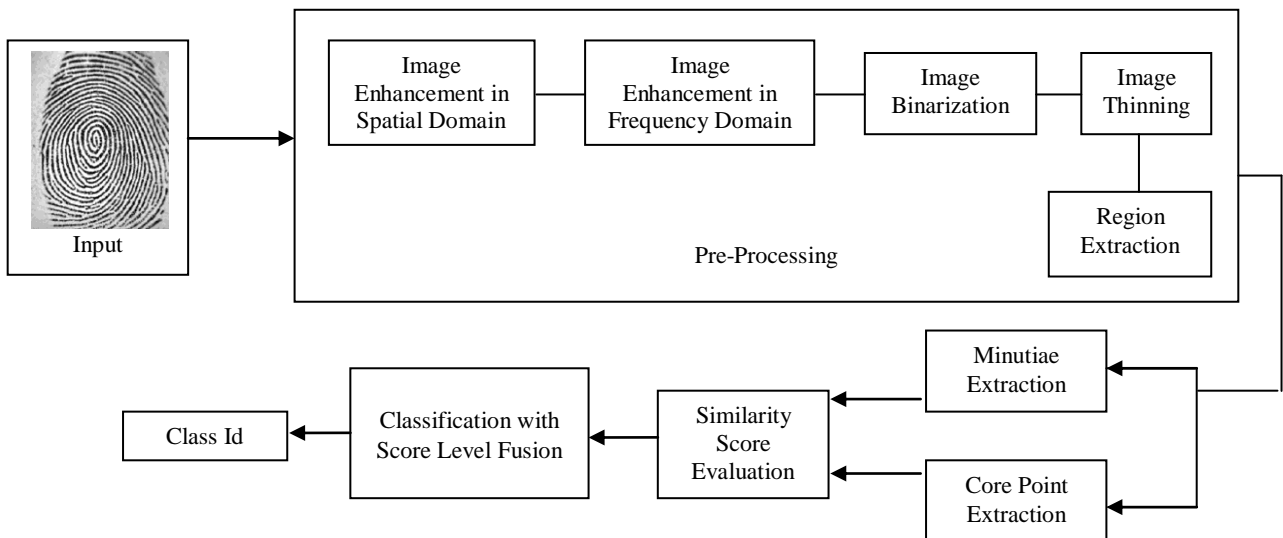 Input
Image
Enhancement in
Spatial Domain
Image
Enhancement in
Frequency Domain
Image
Binarization
Image
Thinning
Region
Extraction
Pre-Processing
Minutiae
Extraction
Core Point
Extraction
Similarity
Score
Evaluation
Classification with
Score Level Fusion
Class Id